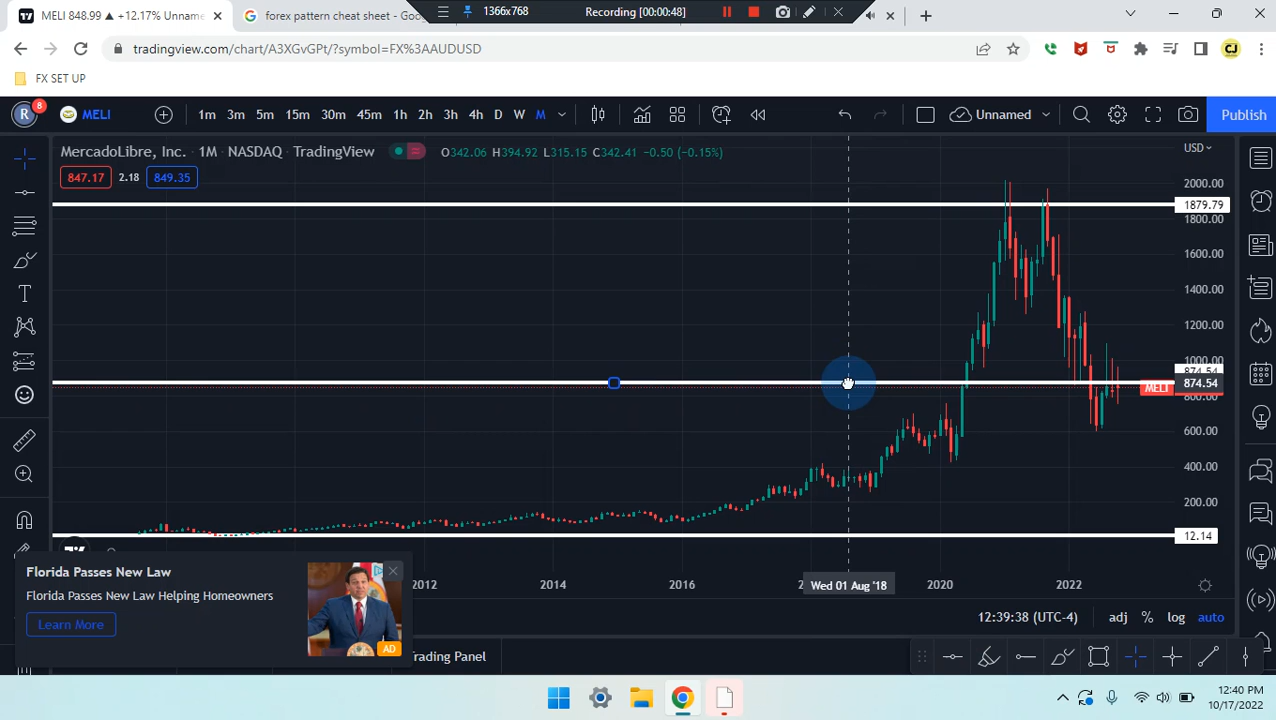 MELI 848.99 ▲ +12.17% Unname
forex pattern cheat sheet - Goo
1366x768
Recording [00:00:48]
tradingview.com/chart/A3XGvGPt/?symbol=FX%3AAUDUSD
CJ
FX SET UP
R
8
MELI
1m 3m 5m 15m 30m 45m 1h 2h 3h 4h D W M
Unnamed
Publish
MercadoLibre, Inc. · 1M · NASDAQ · TradingView
O342.06 H394.92 L315.15 C342.41 -0.50 (-0.15%)
USD
847.17 2.18 849.35
2000.00
1879.79
1800.00
1600.00
1400.00
1200.00
1000.00
874.54
874.54
MELI
800.00
600.00
400.00
200.00
12.14
2012 2014 2016
Wed 01 Aug '18
2020 2022
Florida Passes New Law
Florida Passes New Law Helping Homeowners
Learn More
AD
12:39:38 (UTC-4)
adj % log auto
Trading Panel
12:40 PM
10/17/2022